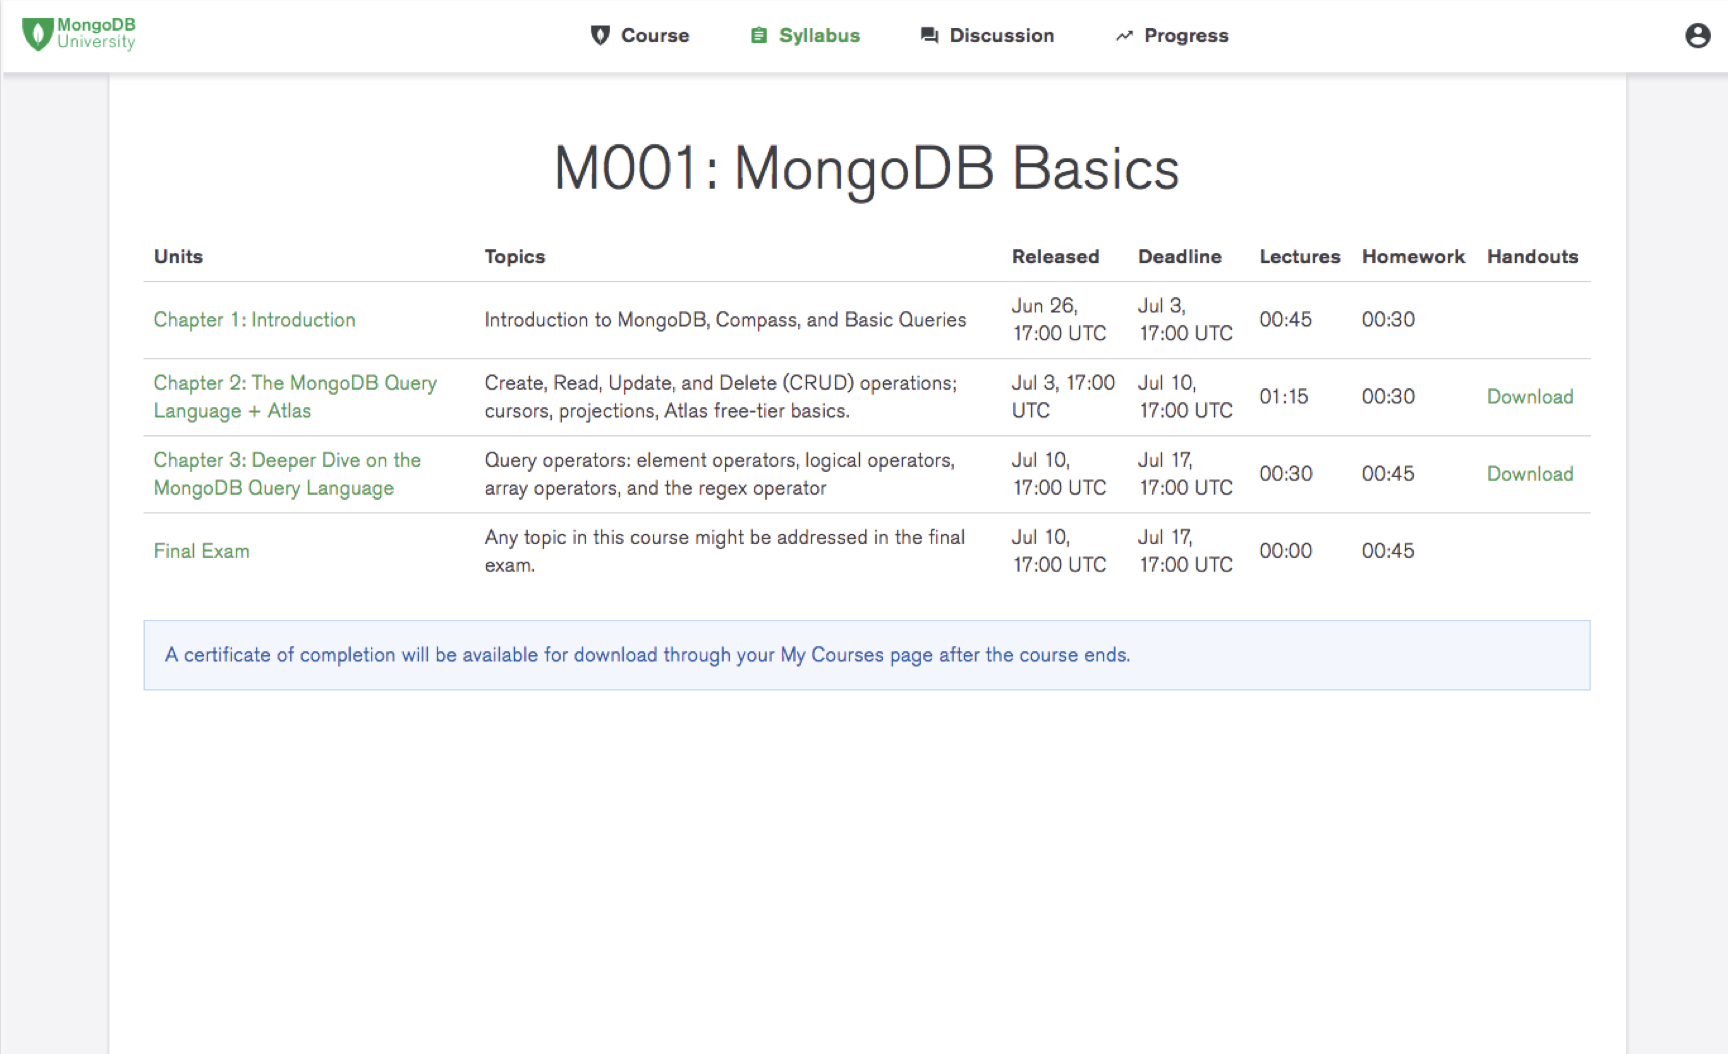 MongoDB
University
Course Syllabus Discussion Progress
M001: MongoDB Basics
Units Topics Released Deadline Lectures Homework Handouts
Chapter 1: Introduction
Introduction to MongoDB, Compass, and Basic Queries
Jun 26,
17:00 UTC
Jul 3,
17:00 UTC
00:45
00:30
Chapter 2: The MongoDB Query
Language + Atlas
Create, Read, Update, and Delete (CRUD) operations;
cursors, projections, Atlas free-tier basics.
Jul 3, 17:00
UTC
Jul 10,
17:00 UTC
01:15
00:30
Download
Chapter 3: Deeper Dive on the
MongoDB Query Language
Query operators: element operators, logical operators,
array operators, and the regex operator
Jul 10,
17:00 UTC
Jul 17,
17:00 UTC
00:30
00:45
Download
Final Exam
Any topic in this course might be addressed in the final
exam.
Jul 10,
17:00 UTC
Jul 17,
17:00 UTC
00:00
00:45
A certificate of completion will be available for download through your My Courses page after the course ends.